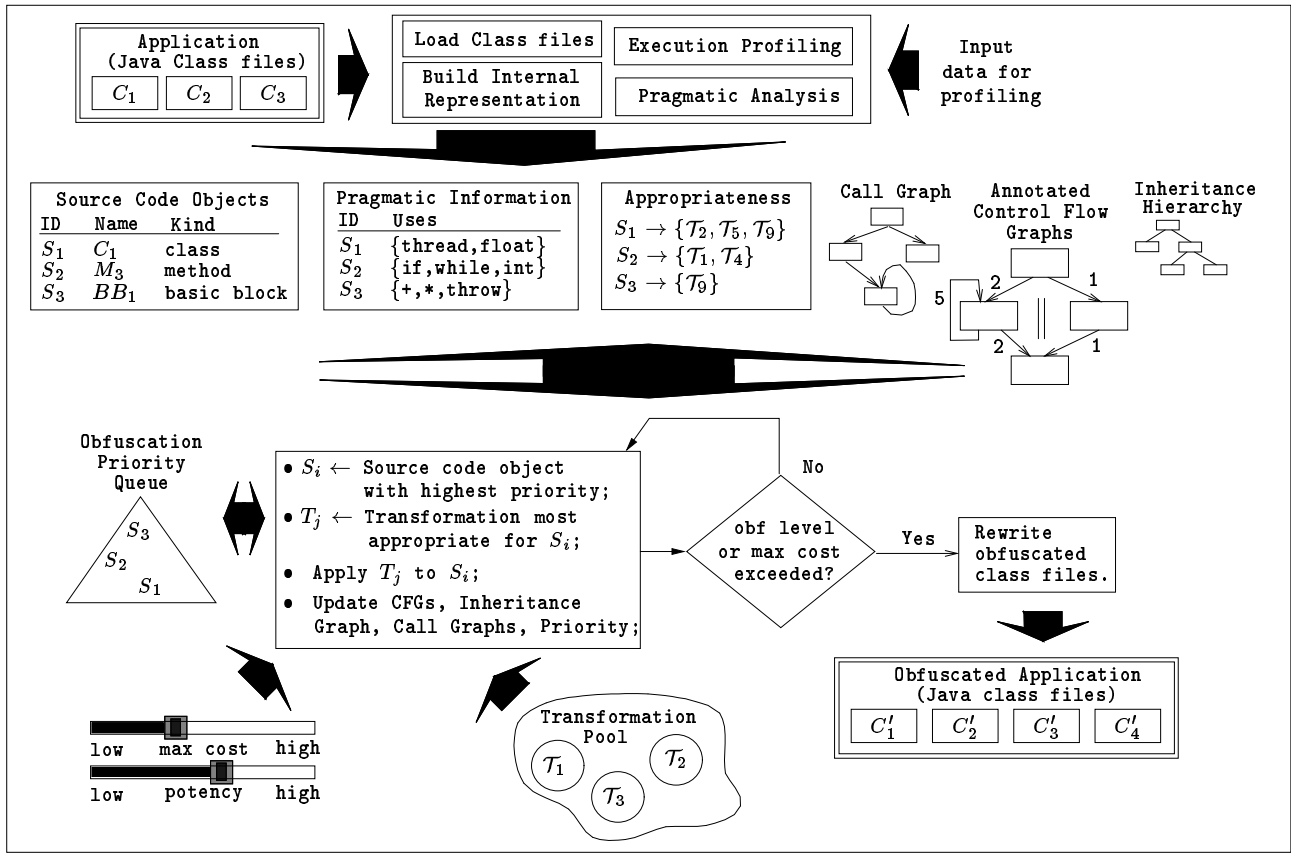 Application
(Java Class files)
C₁ C₂ C₃
Load Class files
Build Internal
Representation
Execution Profiling
Pragmatic Analysis
Input
data for
profiling
Source Code Objects
ID Name Kind
S₁ C₁ class
S₂ M₃ method
S₃ BB₁ basic block
Pragmatic Information
ID Uses
S₁ {thread,float}
S₂ {if,while,int}
S₃ {+,*,throw}
Appropriateness
S₁ → {𝒯₂, 𝒯₅, 𝒯₉}
S₂ → {𝒯₁, 𝒯₄}
S₃ → {𝒯₉}
Call Graph
Annotated
Control Flow
Graphs
2 1
5
2 1
Inheritance
Hierarchy
Obfuscation
Priority
Queue
S₃
S₂
S₁
• Sᵢ ← Source code object
with highest priority;
• Tⱼ ← Transformation most
appropriate for Sᵢ;
• Apply Tⱼ to Sᵢ;
• Update CFGs, Inheritance
Graph, Call Graphs, Priority;
No
obf level
or max cost
exceeded?
Yes
Rewrite
obfuscated
class files.
Obfuscated Application
(Java class files)
C′₁ C′₂ C′₃ C′₄
low max cost high
low potency high
Transformation
Pool
𝒯₁ 𝒯₂
𝒯₃